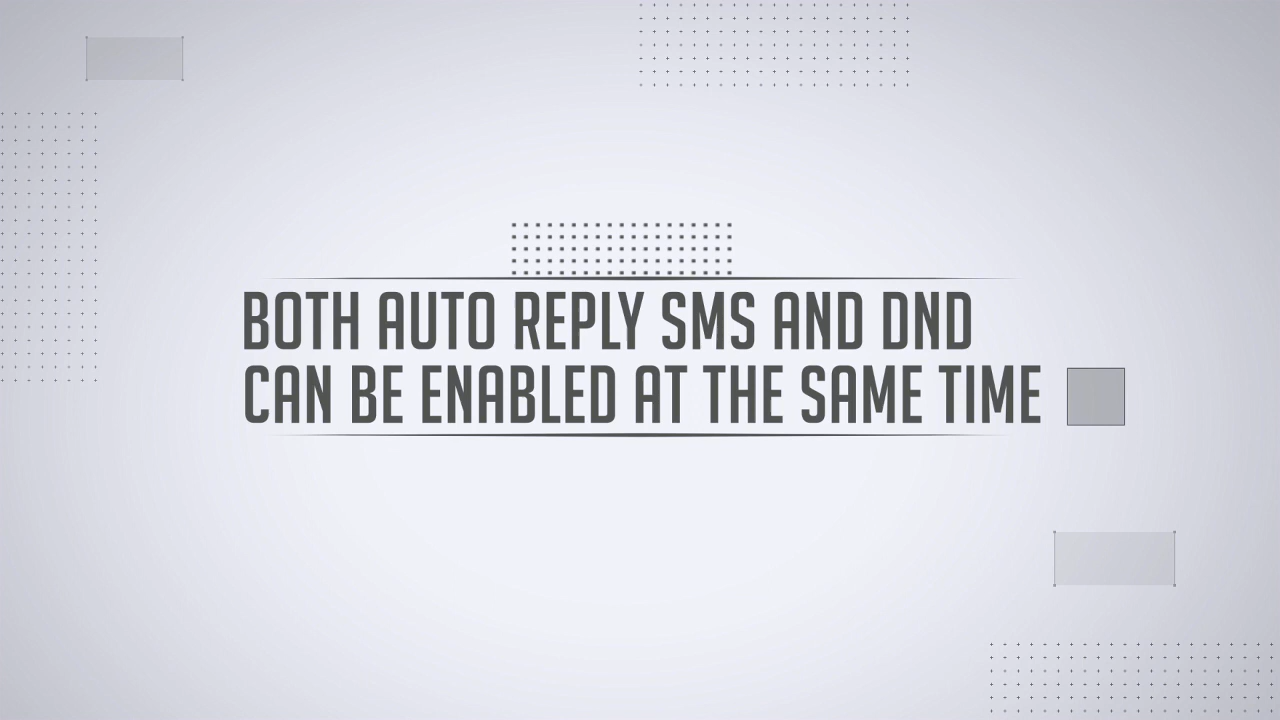 BOTH AUTO REPLY SMS AND DND
CAN BE ENABLED AT THE SAME TIME